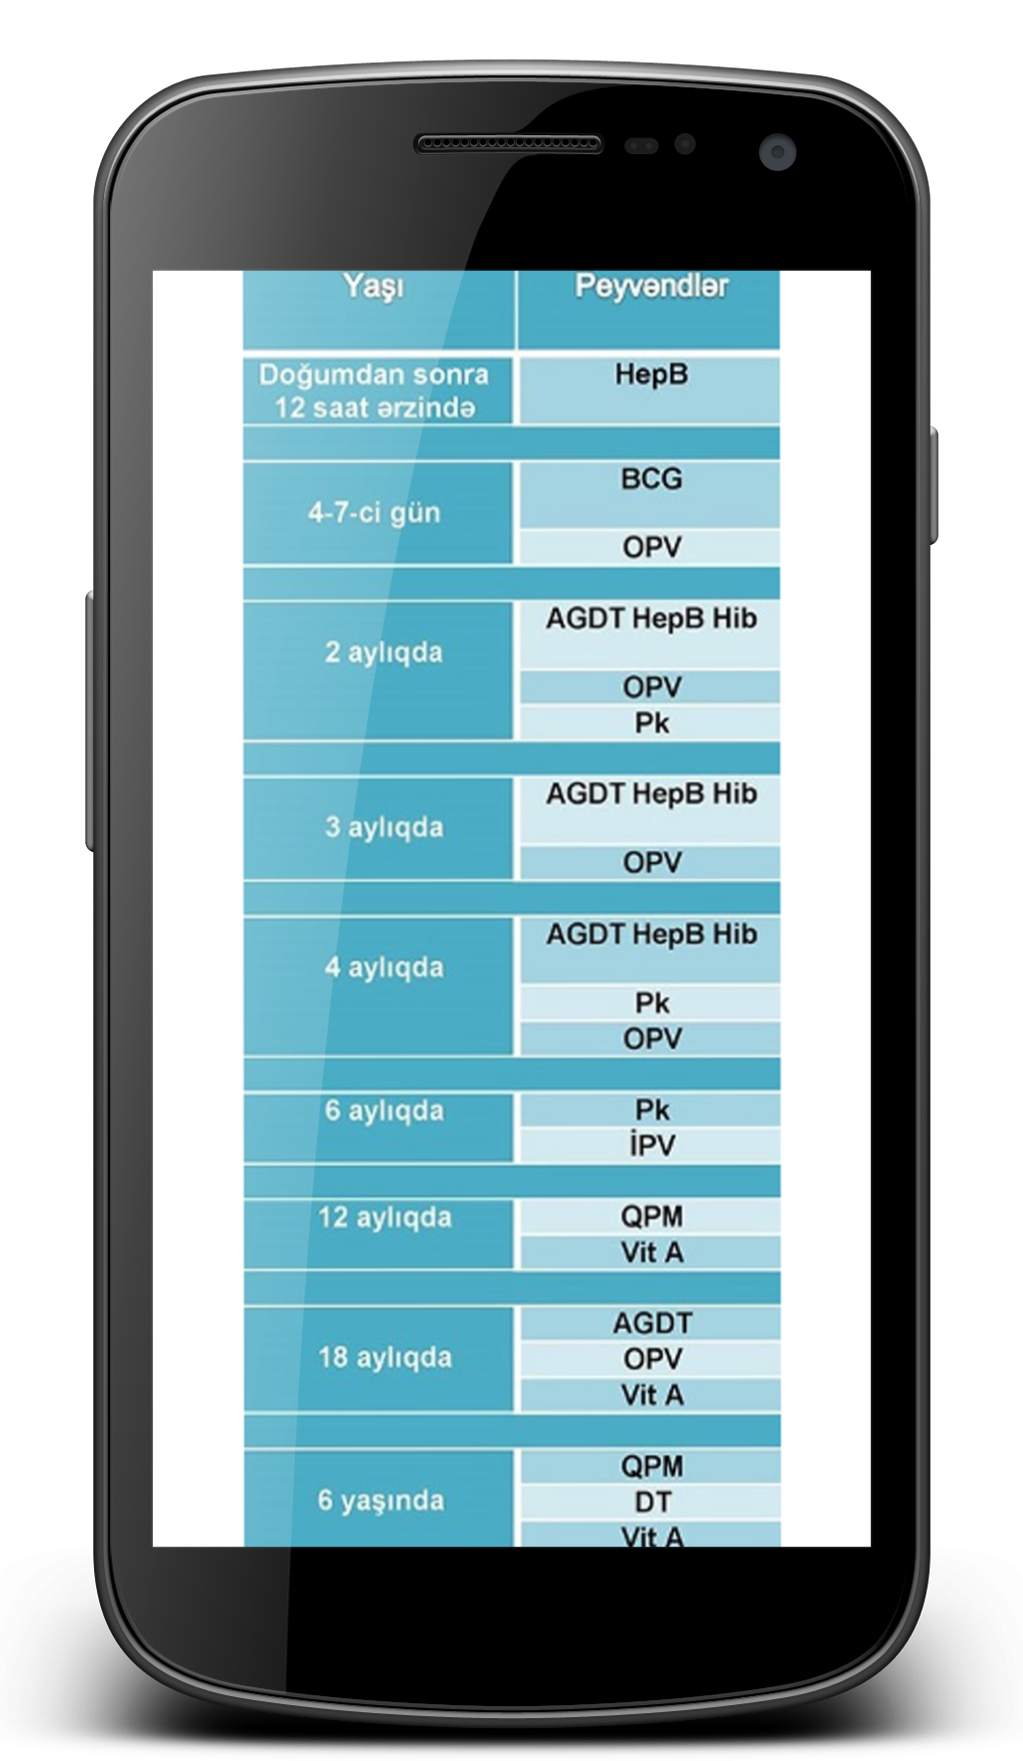 Yaşı Peyvəndlər
Doğumdan sonra
12 saat ərzində
HepB
4-7-ci gün
BCG
OPV
2 aylıqda
AGDT HepB Hib
OPV
Pk
3 aylıqda
AGDT HepB Hib
OPV
4 aylıqda
AGDT HepB Hib
Pk
OPV
6 aylıqda
Pk
İPV
12 aylıqda
QPM
Vit A
18 aylıqda
AGDT
OPV
Vit A
6 yaşında
QPM
DT
Vit A